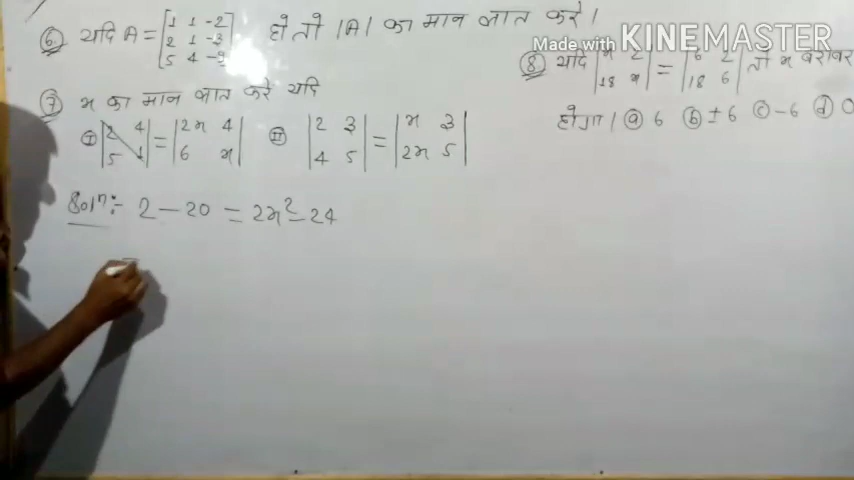 ⑥ यदि A = [1 1 -2
2 1 -3
5 4 -9] हो तो |A| का मान ज्ञात करे।
Made with KINEMASTER
⑧ यदि |x 2
18 x| = |6 2
18 6| तो x बराबर
होगा। ⓐ 6 ⓑ ±6 ⓒ -6 ⓓ 0
⑦ x का मान ज्ञात करे यदि
Ⓘ |2 4
5 1| = |2x 4
6 x| Ⅱ |2 3
4 5| = |x 3
2x 5|
Solⁿ:- 2 - 20 = 2x² - 24